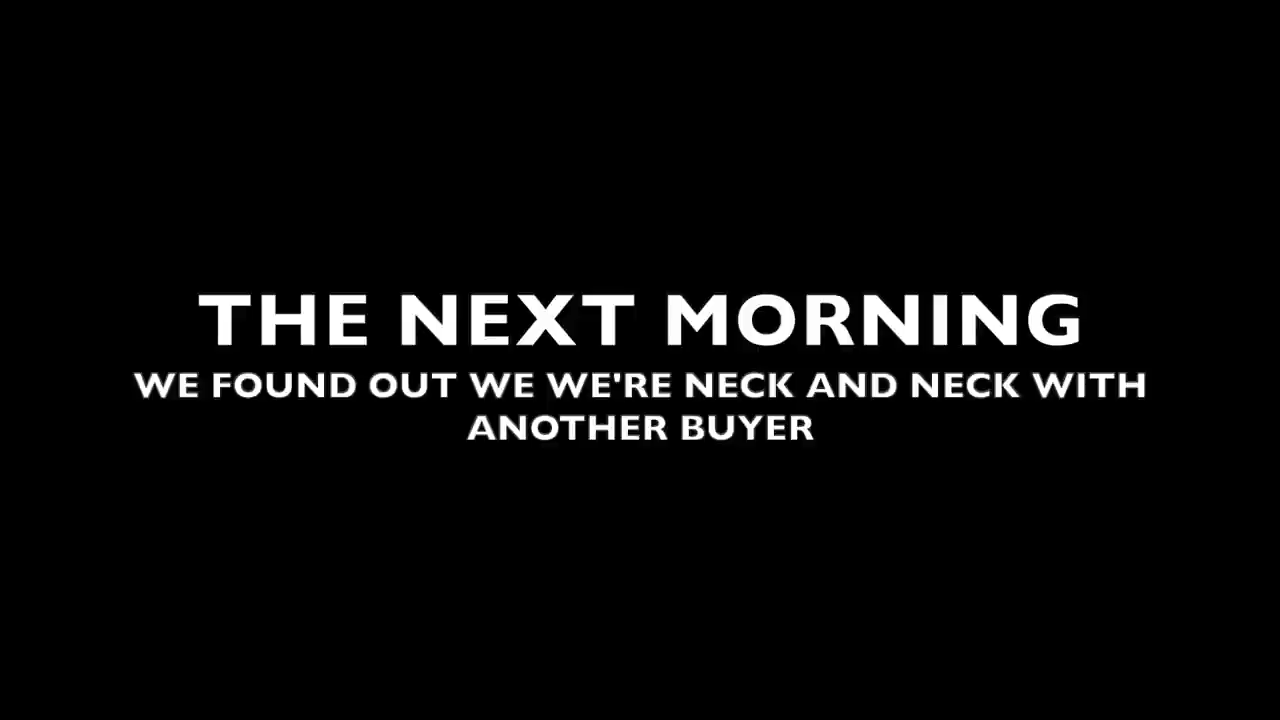 THE NEXT MORNING
WE FOUND OUT WE WE'RE NECK AND NECK WITH
ANOTHER BUYER